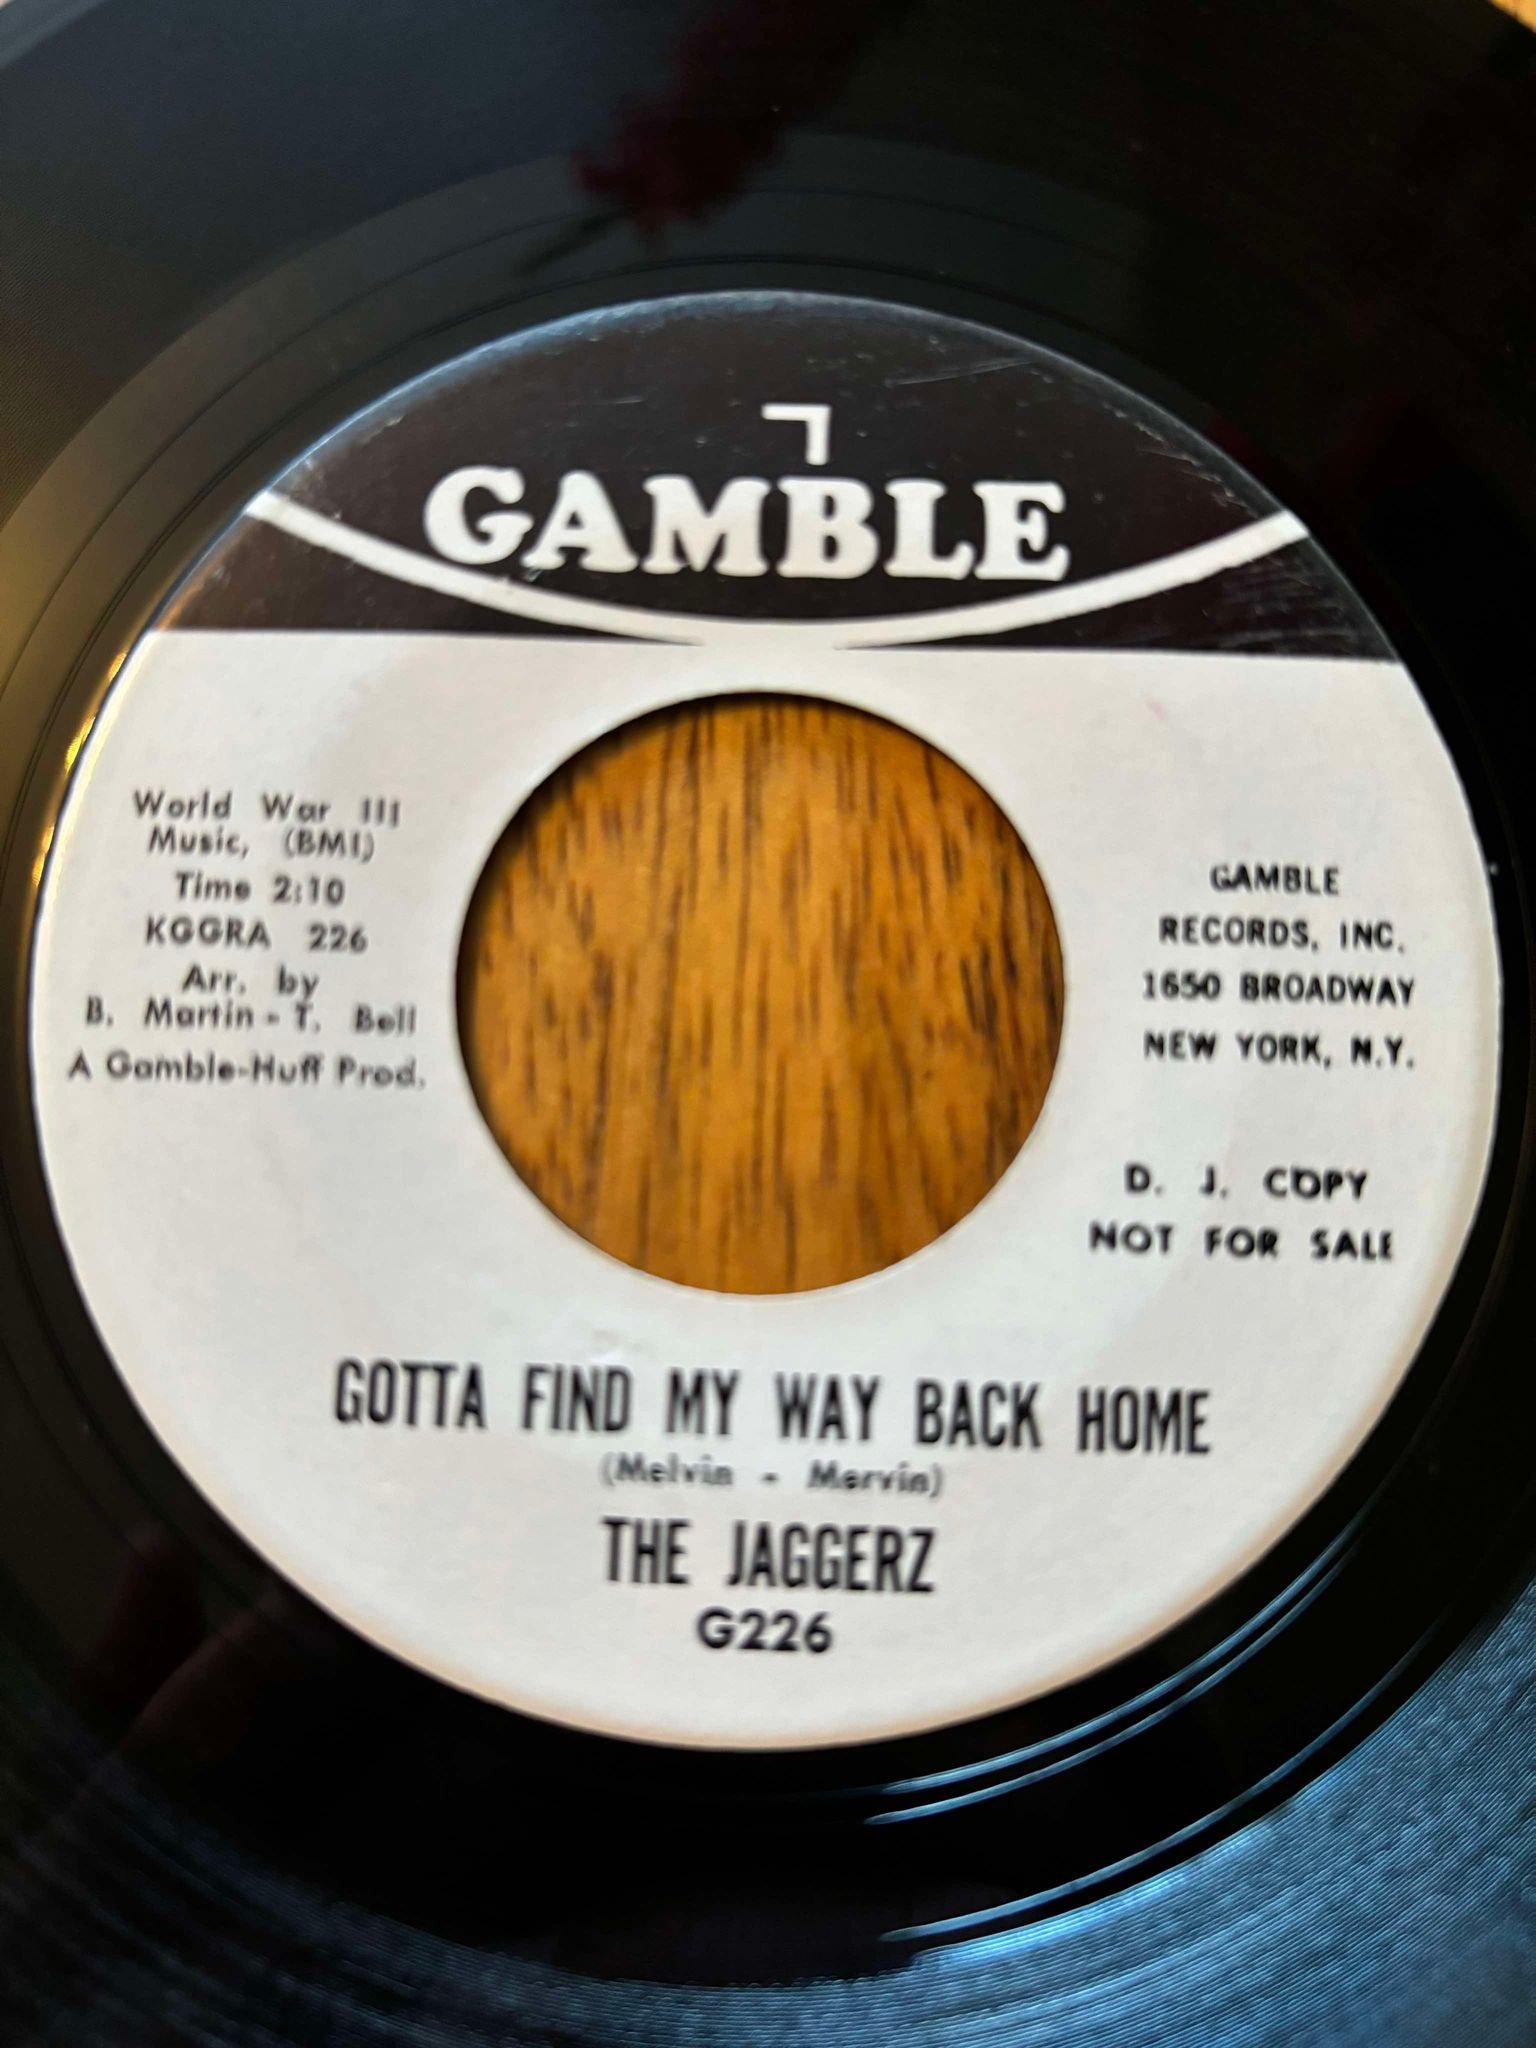 GAMBLE
World War III
Music, (BMI)
Time 2:10
KGGRA 226
Arr. by
B. Martin - T. Bell
A Gamble-Huff Prod.
GAMBLE
RECORDS, INC.
1650 BROADWAY
NEW YORK, N.Y.
D. J. COPY
NOT FOR SALE
GOTTA FIND MY WAY BACK HOME
(Melvin - Mervin)
THE JAGGERZ
G226